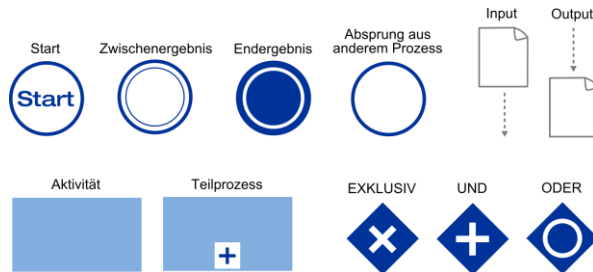 Input Output
Absprung aus
Start Zwischenergebnis Endergebnis anderem Prozess
Start
Aktivität Teilprozess EXKLUSIV UND ODER